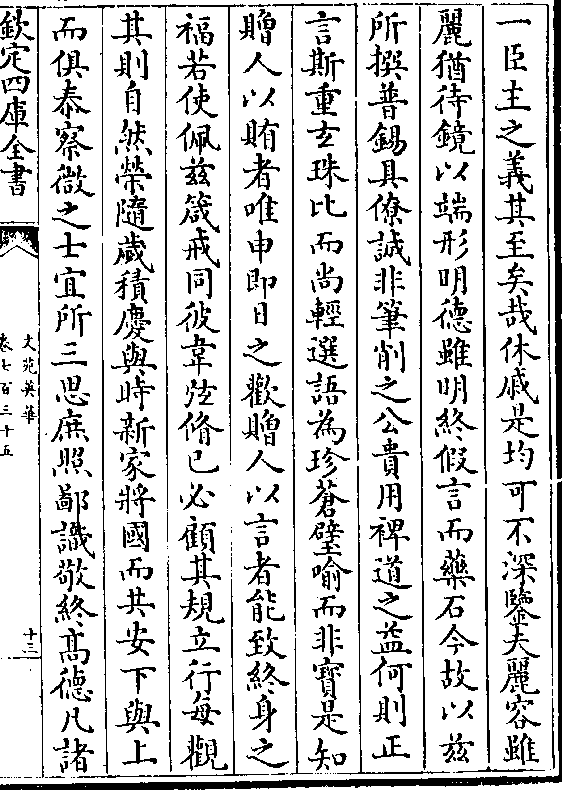 一臣主之義其至矣哉休戚是均可不深鑒夫麗容雖
麗猶待鏡以端形明德雖明終假言而藥石今故以兹
所撰普錫具僚誠非筆削之公貴用裨道之益何則正
言斯重玄珠比而尚輕選語為珍蒼璧喻而非寶是知
贈人以賄者唯申即日之歡贈人以言者能致終身之
福若使佩兹箴戒同彼韋弦脩已必顧其規立行每觀
其則自然榮隨歲積慶與時新家將國而共安下與上
而俱泰察微之士宜所三思庶照鄙識敬終髙德凡諸
欽定四庫全書
文苑英華
卷七百三十五
十三